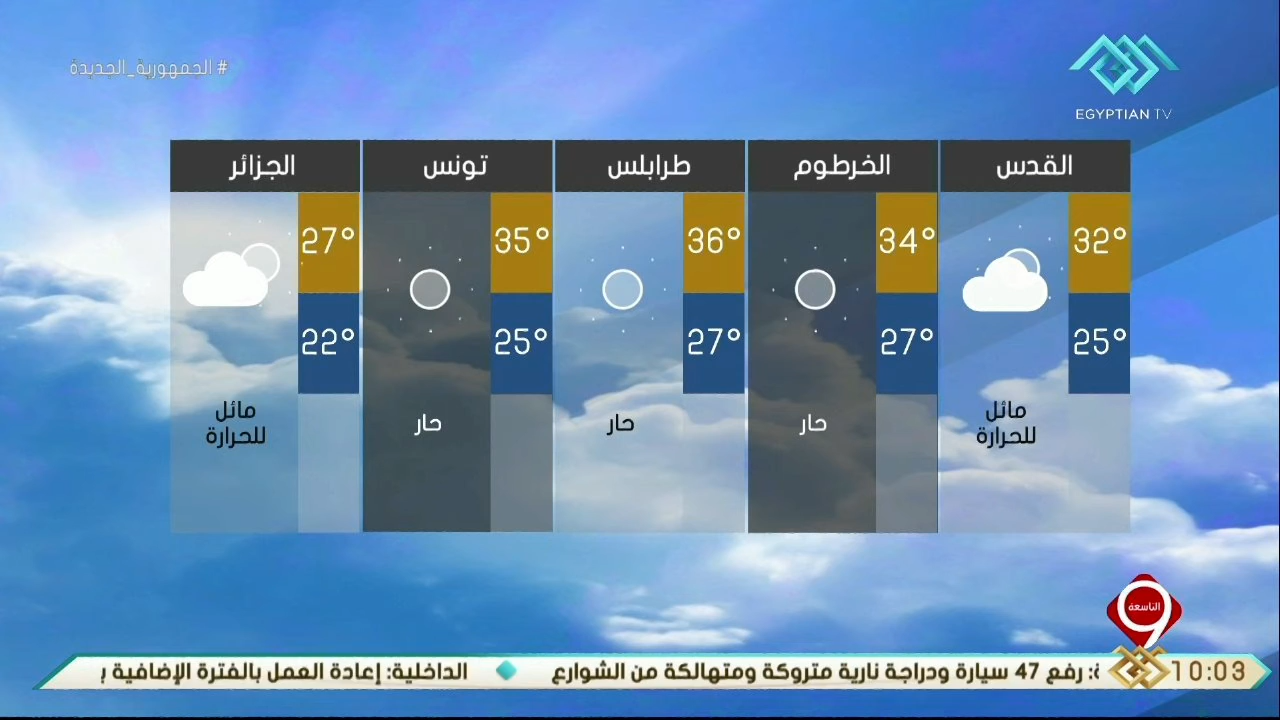 #الجمهورية_الجديدة
EGYPTIAN TV
القدس
32°
25°
مائل
للحرارة
الخرطوم
34°
27°
حار
طرابلس
36°
27°
حار
تونس
35°
25°
حار
الجزائر
27°
22°
مائل
للحرارة
التاسعة
9
10:03
ة: رفع 47 سيارة ودراجة نارية متروكة ومتهالكة من الشوارع
الداخلية: إعادة العمل بالفترة الإضافية ب